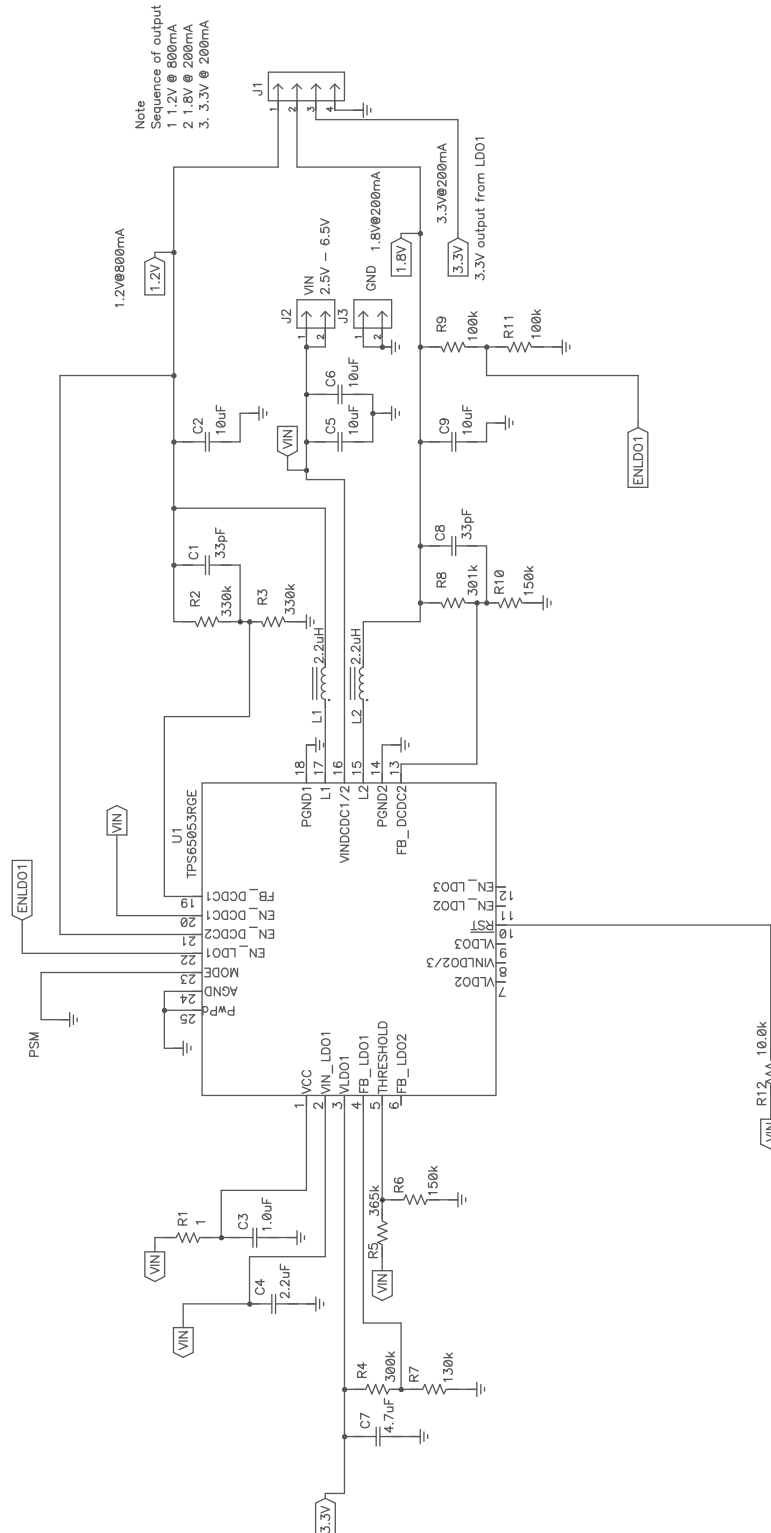 Note
Sequence of output
1 1.2V @ 800mA
2 1.8V @ 200mA
3. 3.3V @ 200mA
J1
1
2
3
4
1.2V@800mA
1.2V
J2
VIN
2.5V - 6.5V
1
2
J3
GND
1
2
1.8V@200mA
1.8V
3.3V@200mA
3.3V
3.3V output from LDO1
C2
10uF
VIN
C5
10uF
C6
10uF
C9
10uF
R9
100k
R11
100k
ENLDO1
C1
33pF
R2
330k
R3
330k
C8
33pF
R8
301k
R10
150k
L1
2.2uH
L2
2.2uH
PSM
ENLDO1
VIN
U1
TPS65053RGE
18
PGND1
17
L1
16
VINDCDC1/2
15
L2
14
PGND2
13
FB_DCDC2
19
FB_DCDC1
20
EN_DCDC1
21
EN_DCDC2
22
EN_LDO1
23
MODE
24
AGND
25
PwPd
1
VCC
2
VIN_LDO1
3
VLDO1
4
FB_LDO1
5
THRESHOLD
6
FB_LDO2
7
VLDO2
8
VINLDO2/3
9
VLDO3
10
RST
11
EN_LDO2
12
EN_LDO3
VIN
R1
1
C3
1.0uF
VIN
C4
2.2uF
VIN
R5
365k
R6
150k
R4
300k
R7
130k
C7
4.7uF
3.3V
VIN
R12
10.0k